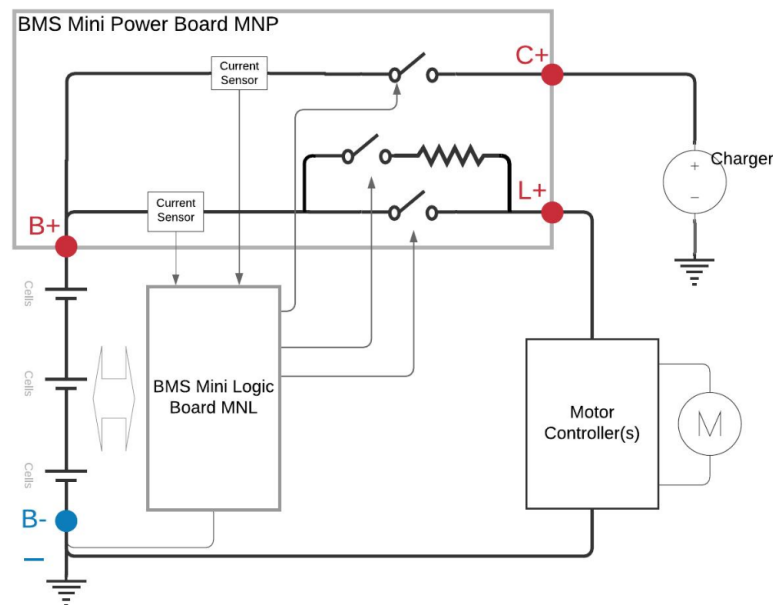 BMS Mini Power Board MNP
Current
Sensor
C+
Charger
+
–
L+
Current
Sensor
B+
Cells
Cells
Cells
BMS Mini Logic
Board MNL
Motor
Controller(s)
M
B-
–